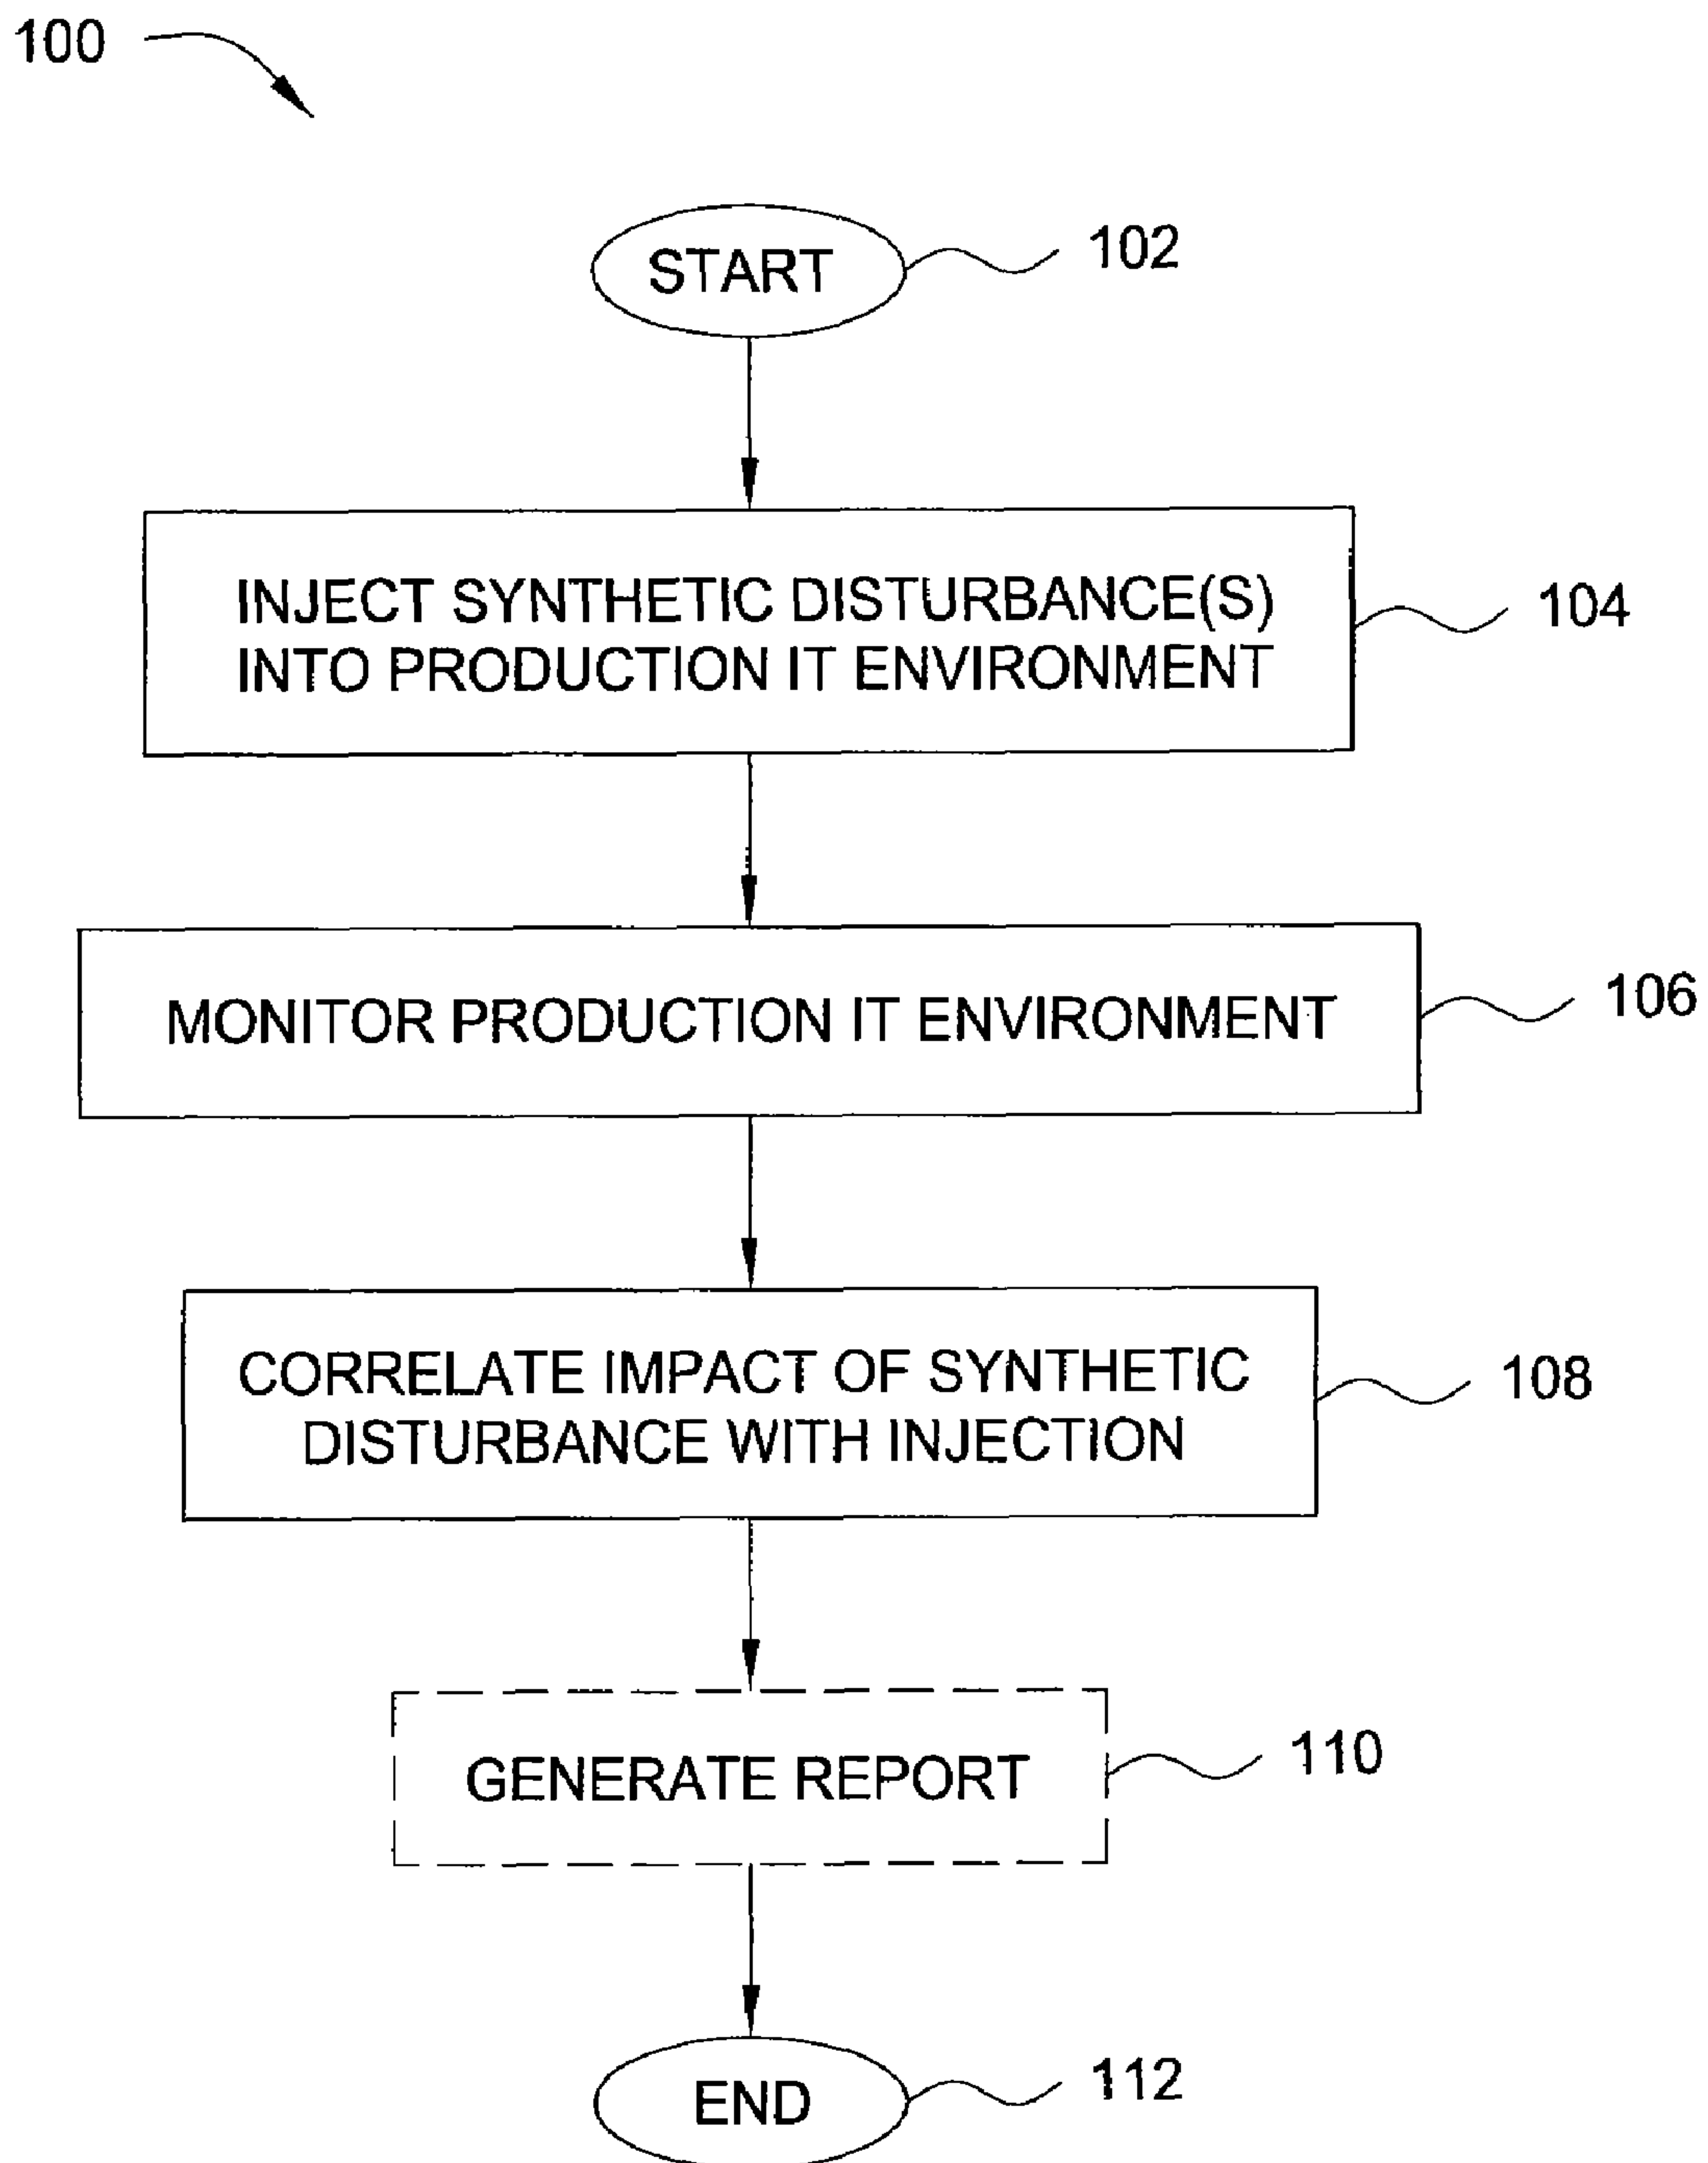 100
START
102
INJECT SYNTHETIC DISTURBANCE(S)
INTO PRODUCTION IT ENVIRONMENT
104
MONITOR PRODUCTION IT ENVIRONMENT
106
CORRELATE IMPACT OF SYNTHETIC
DISTURBANCE WITH INJECTION
108
GENERATE REPORT
110
END
112